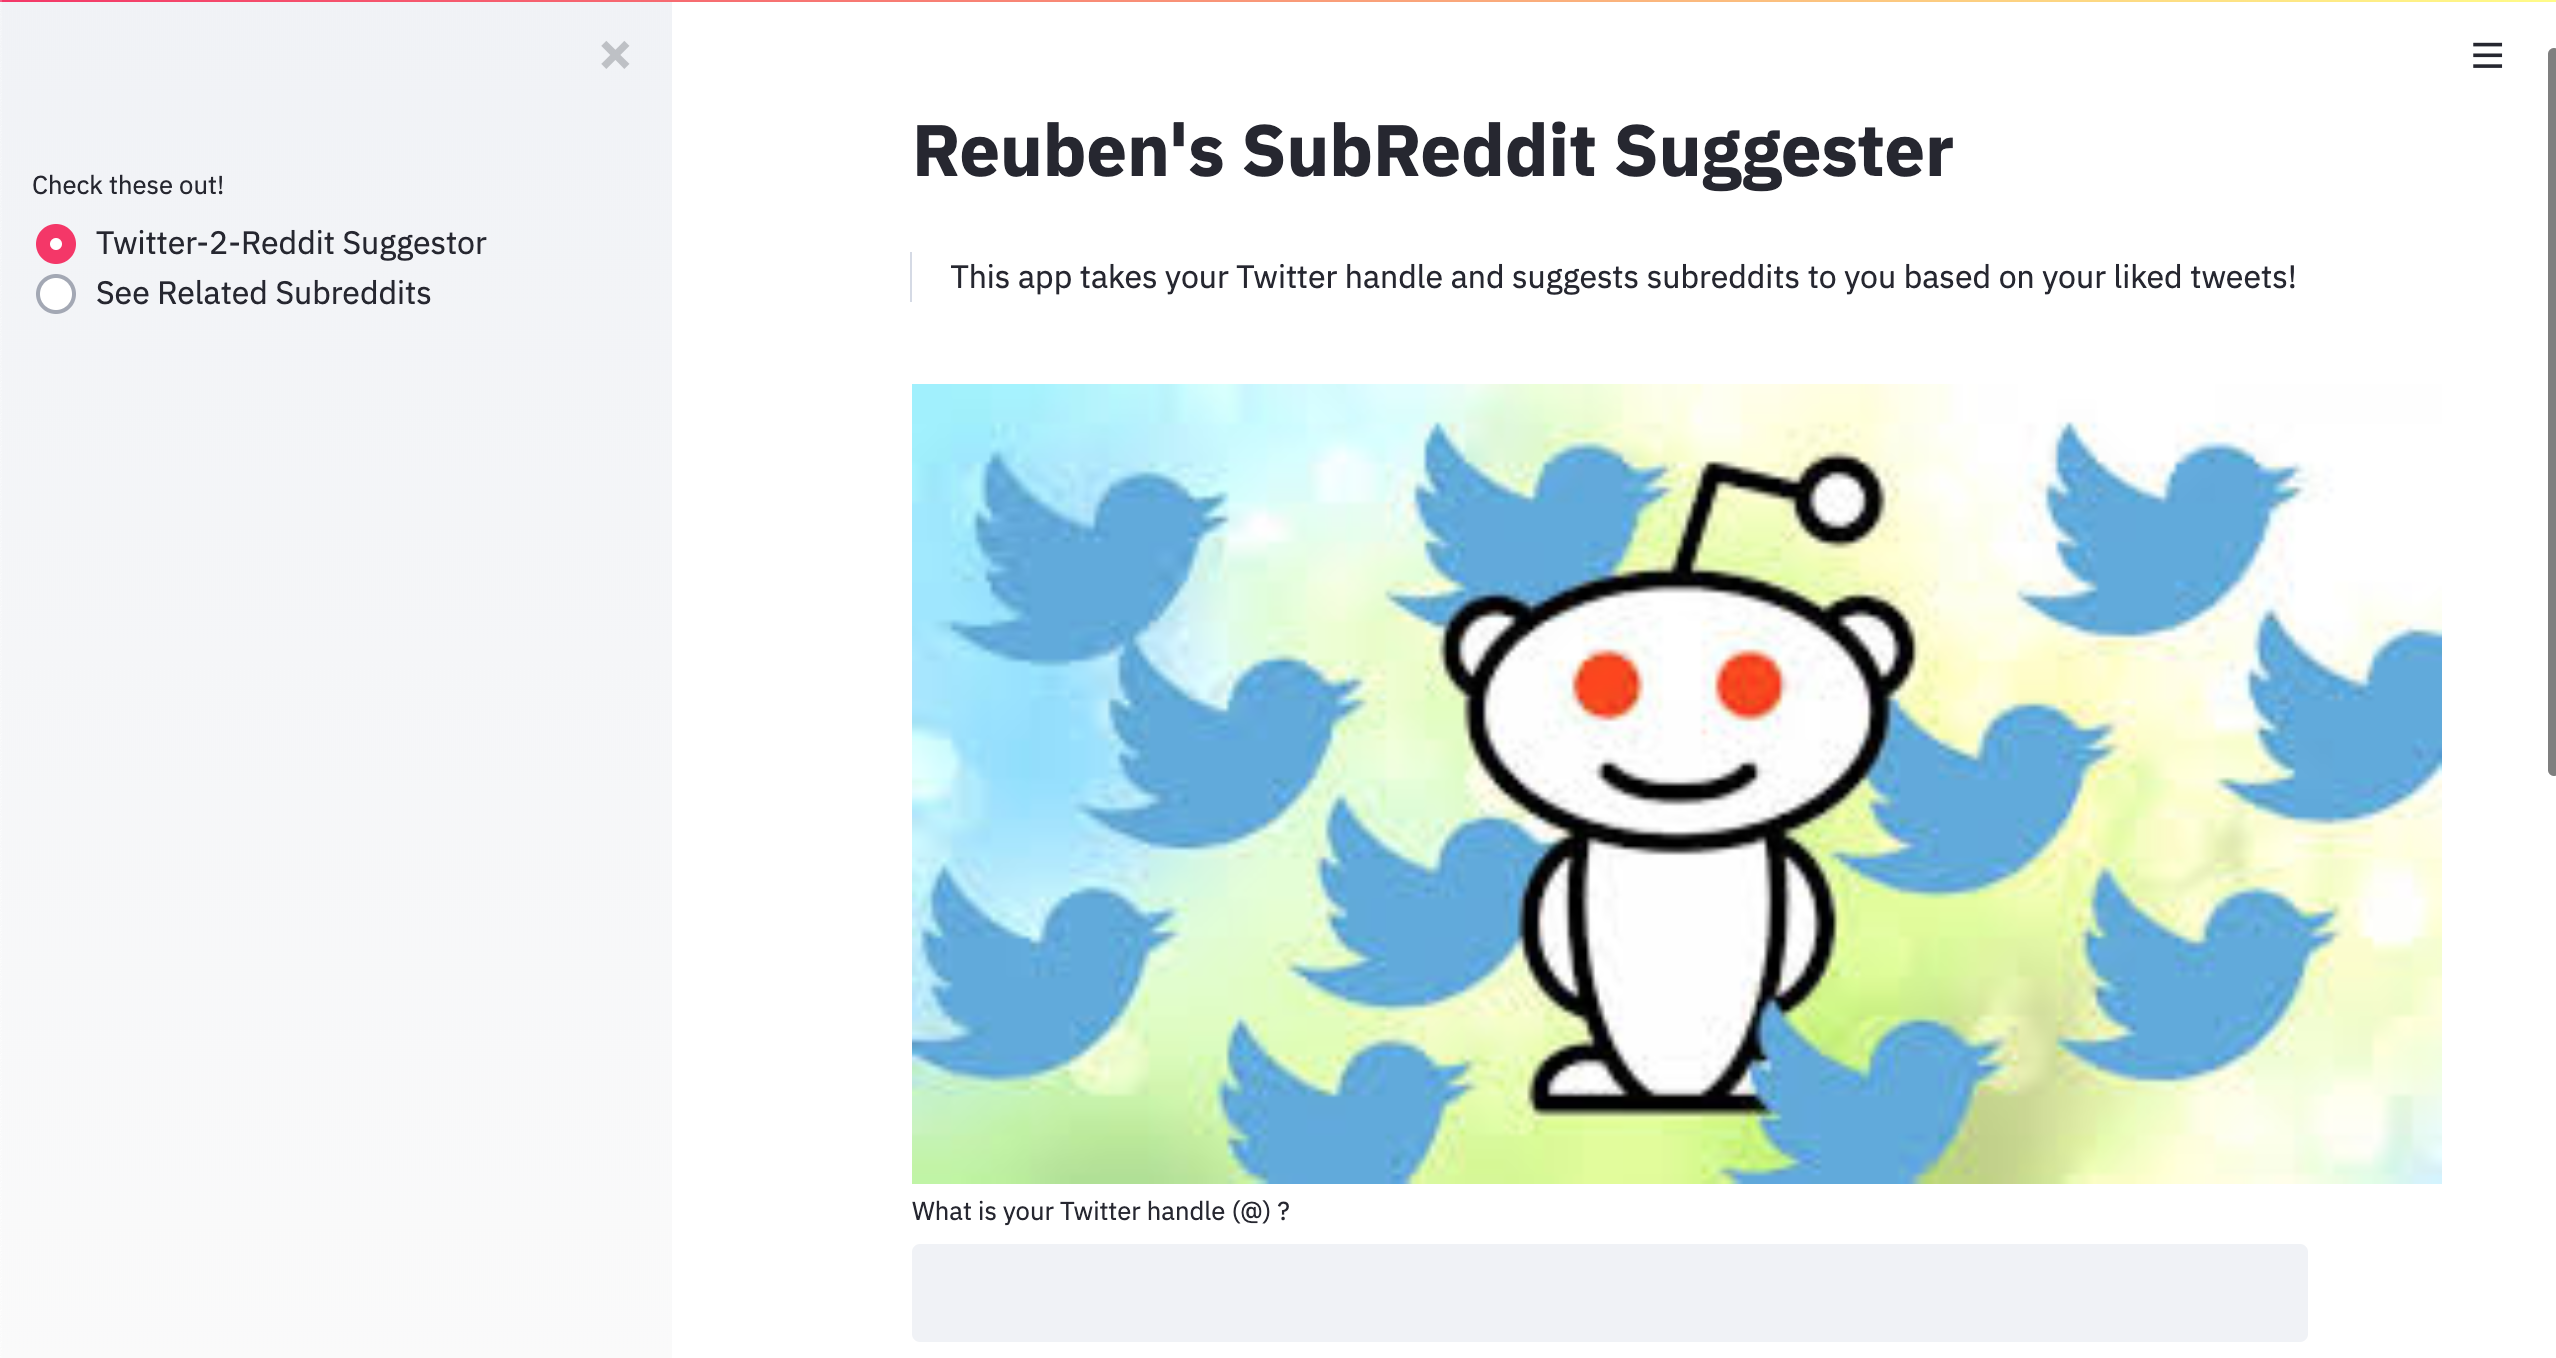 Check these out!
Twitter-2-Reddit Suggestor
See Related Subreddits
Reuben's SubReddit Suggester
This app takes your Twitter handle and suggests subreddits to you based on your liked tweets!
What is your Twitter handle (@) ?